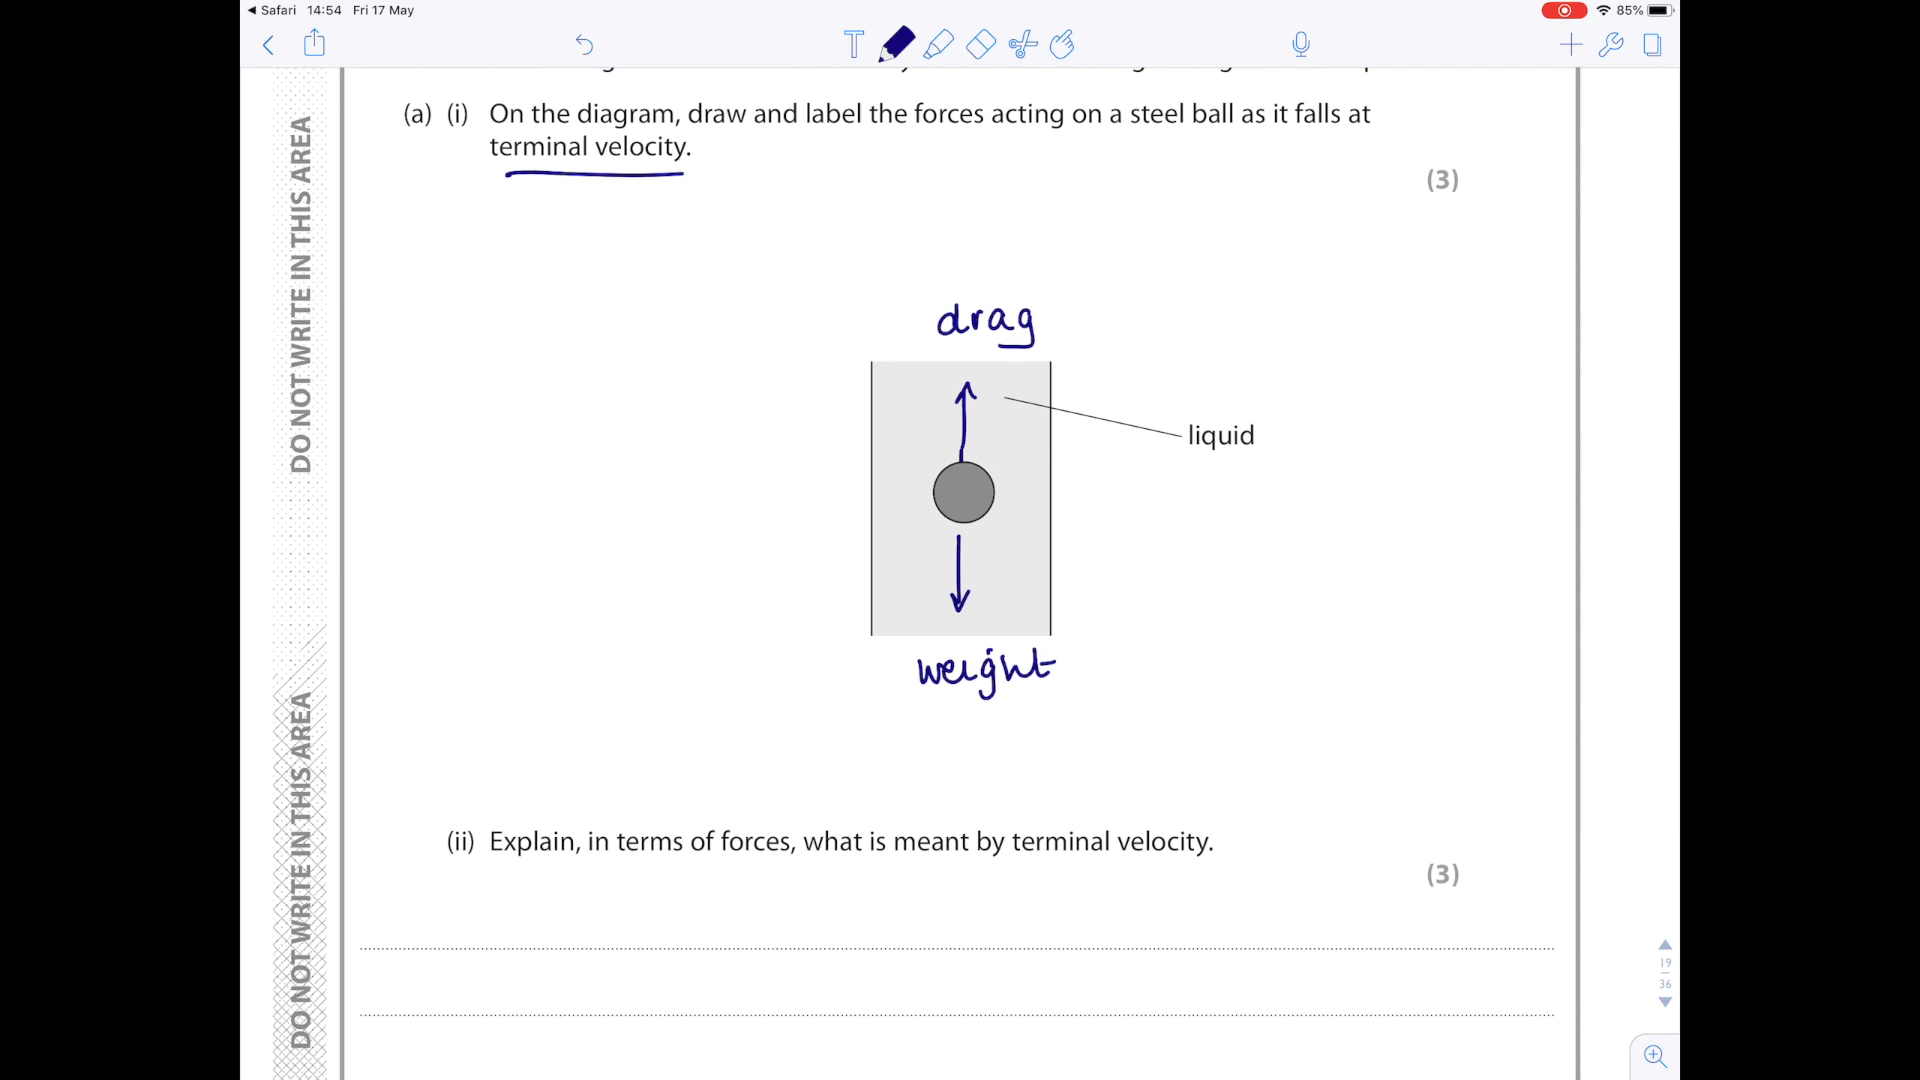 Safari 14:54 Fri 17 May
85%
(a) (i) On the diagram, draw and label the forces acting on a steel ball as it falls at
terminal velocity.
(3)
drag
liquid
weight
(ii) Explain, in terms of forces, what is meant by terminal velocity.
(3)
DO NOT WRITE IN THIS AREA
DO NOT WRITE IN THIS AREA
19
36